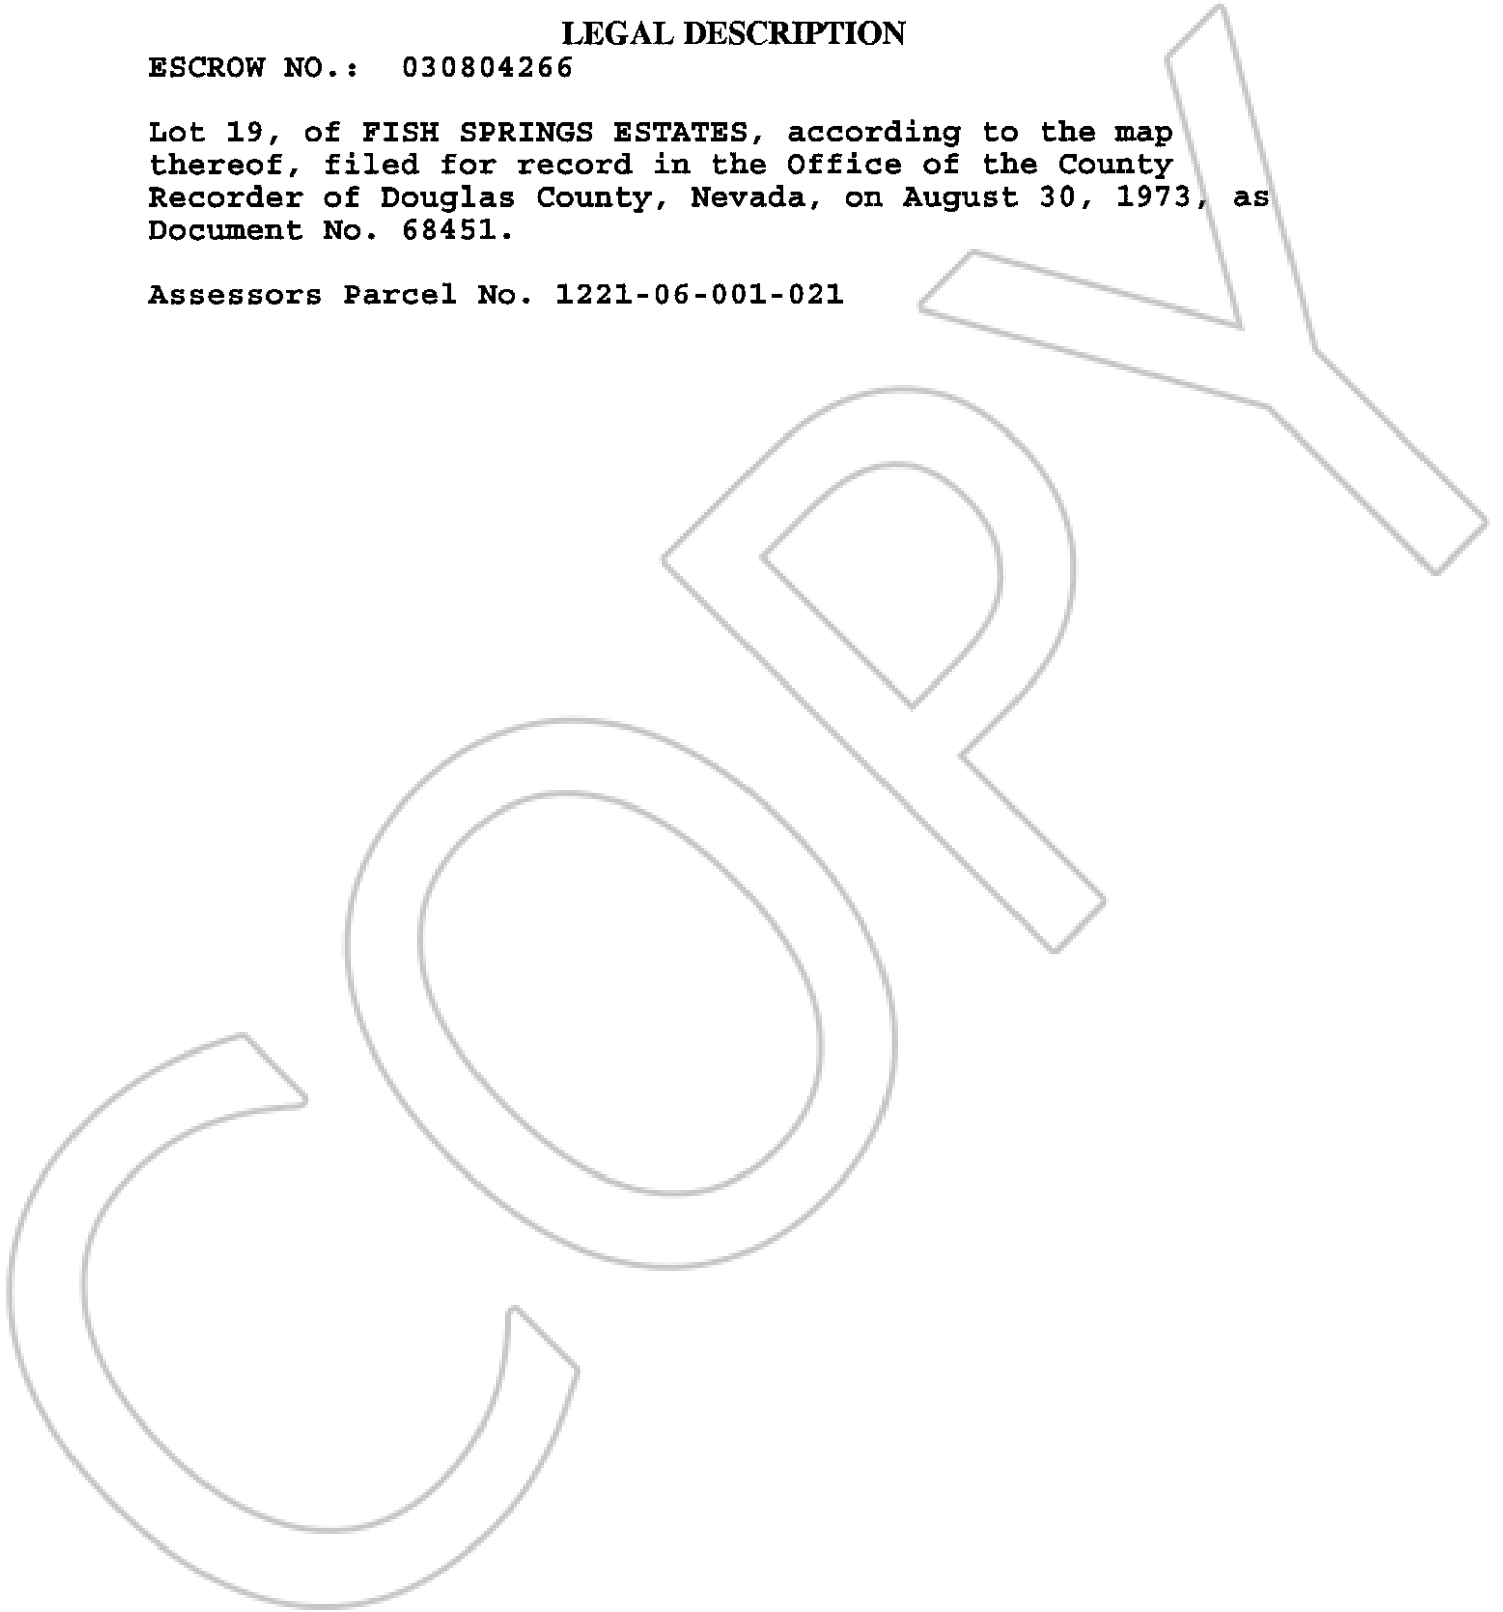 LEGAL DESCRIPTION
ESCROW NO.: 030804266
Lot 19, of FISH SPRINGS ESTATES, according to the map
thereof, filed for record in the Office of the County
Recorder of Douglas County, Nevada, on August 30, 1973, as
Document No. 68451.
Assessors Parcel No. 1221-06-001-021
COPY